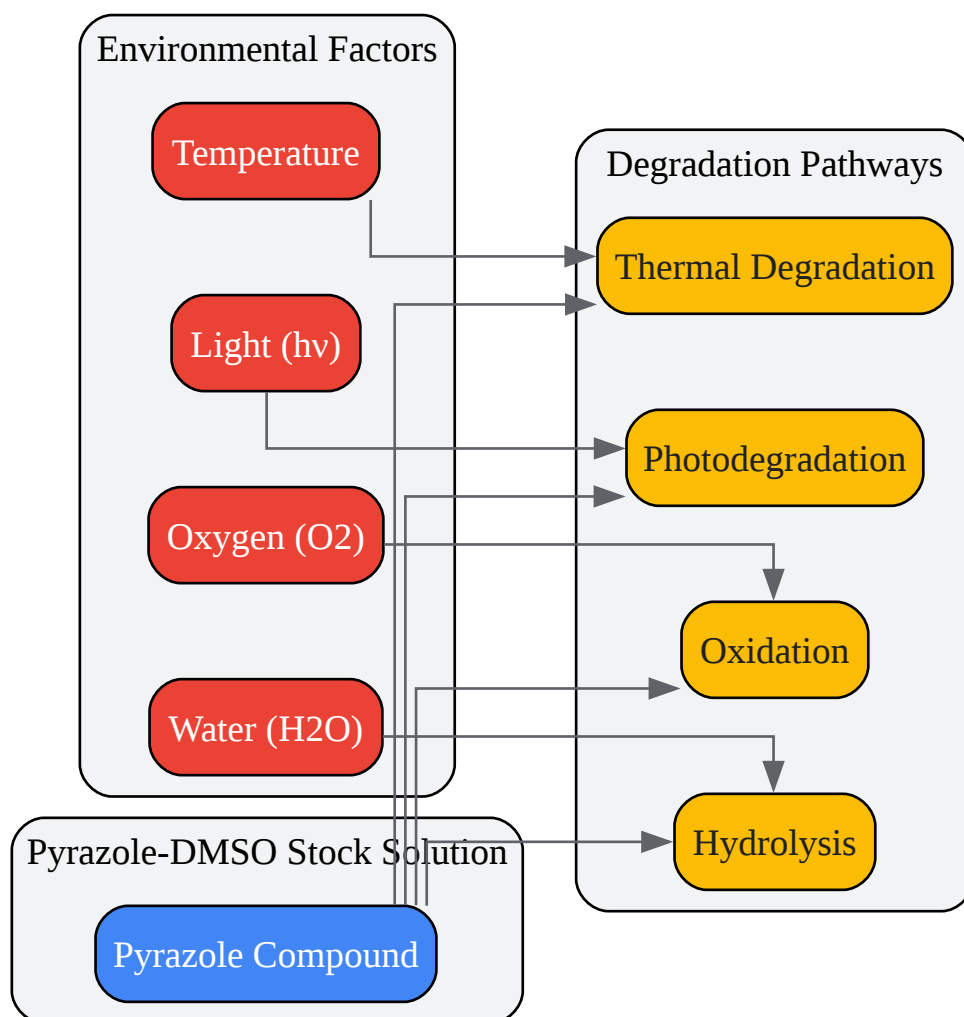 Environmental Factors
Temperature
Light (hν)
Oxygen (O2)
Water (H2O)
Pyrazole-DMSO Stock Solution
Pyrazole Compound
Degradation Pathways
Thermal Degradation
Photodegradation
Oxidation
Hydrolysis